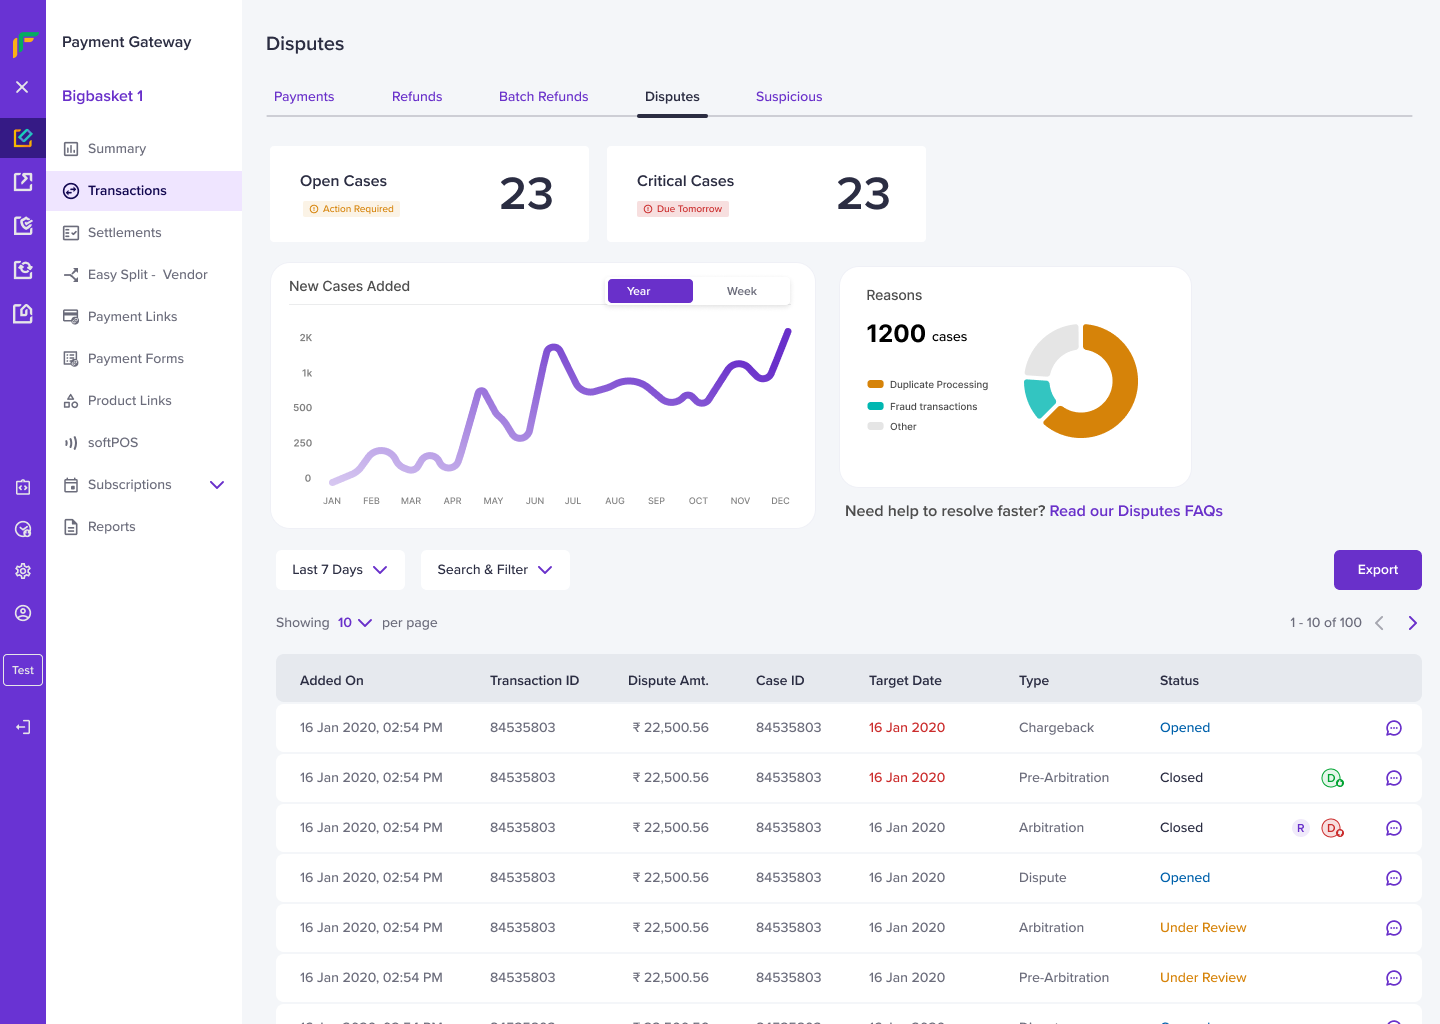 Payment Gateway
Bigbasket 1
Summary
Transactions
Settlements
Easy Split - Vendor
Payment Links
Payment Forms
Product Links
softPOS
Subscriptions
Reports
Test
Disputes
Payments Refunds Batch Refunds Disputes Suspicious
Open Cases
Action Required
23
Critical Cases
Due Tomorrow
23
New Cases Added
Year Week
2K
1k
500
250
0
JAN FEB MAR APR MAY JUN JUL AUG SEP OCT NOV DEC
Reasons
1200 cases
Duplicate Processing
Fraud transactions
Other
Need help to resolve faster? Read our Disputes FAQs
Last 7 Days Search & Filter Export
Showing 10 per page 1 - 10 of 100
Added On Transaction ID Dispute Amt. Case ID Target Date Type Status
16 Jan 2020, 02:54 PM 84535803 ₹ 22,500.56 84535803 16 Jan 2020 Chargeback Opened
16 Jan 2020, 02:54 PM 84535803 ₹ 22,500.56 84535803 16 Jan 2020 Pre-Arbitration Closed D
16 Jan 2020, 02:54 PM 84535803 ₹ 22,500.56 84535803 16 Jan 2020 Arbitration Closed R D
16 Jan 2020, 02:54 PM 84535803 ₹ 22,500.56 84535803 16 Jan 2020 Dispute Opened
16 Jan 2020, 02:54 PM 84535803 ₹ 22,500.56 84535803 16 Jan 2020 Arbitration Under Review
16 Jan 2020, 02:54 PM 84535803 ₹ 22,500.56 84535803 16 Jan 2020 Pre-Arbitration Under Review